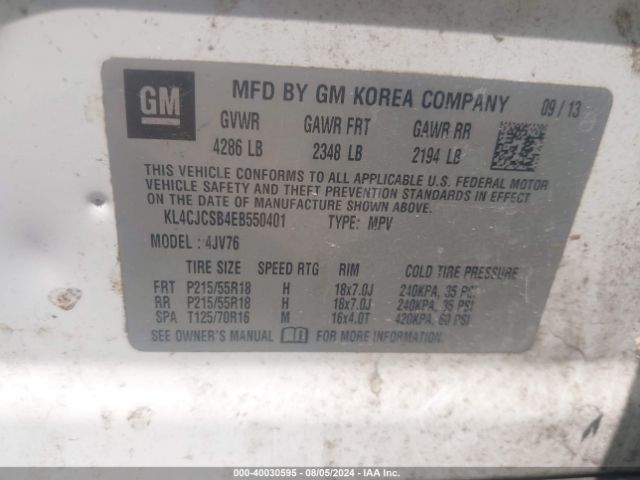 GM
MFD BY GM KOREA COMPANY 09/13
GVWR GAWR FRT GAWR RR
4286 LB 2348 LB 2194 LB
THIS VEHICLE CONFORMS TO ALL APPLICABLE U.S. FEDERAL MOTOR
VEHICLE SAFETY AND THEFT PREVENTION STANDARDS IN EFFECT
ON THE DATE OF MANUFACTURE SHOWN ABOVE.
KL4CJCSB4EB550401 TYPE: MPV
MODEL: 4JV76
TIRE SIZE SPEED RTG RIM COLD TIRE PRESSURE
FRT P215/55R18 H 18x7.0J 240KPA, 35 PSI
RR P215/55R18 H 18x7.0J 240KPA, 35 PSI
SPA T125/70R16 M 16x4.0T 420KPA, 60 PSI
SEE OWNER'S MANUAL FOR MORE INFORMATION
000-40030595 - 08/05/2024 - IAA Inc.